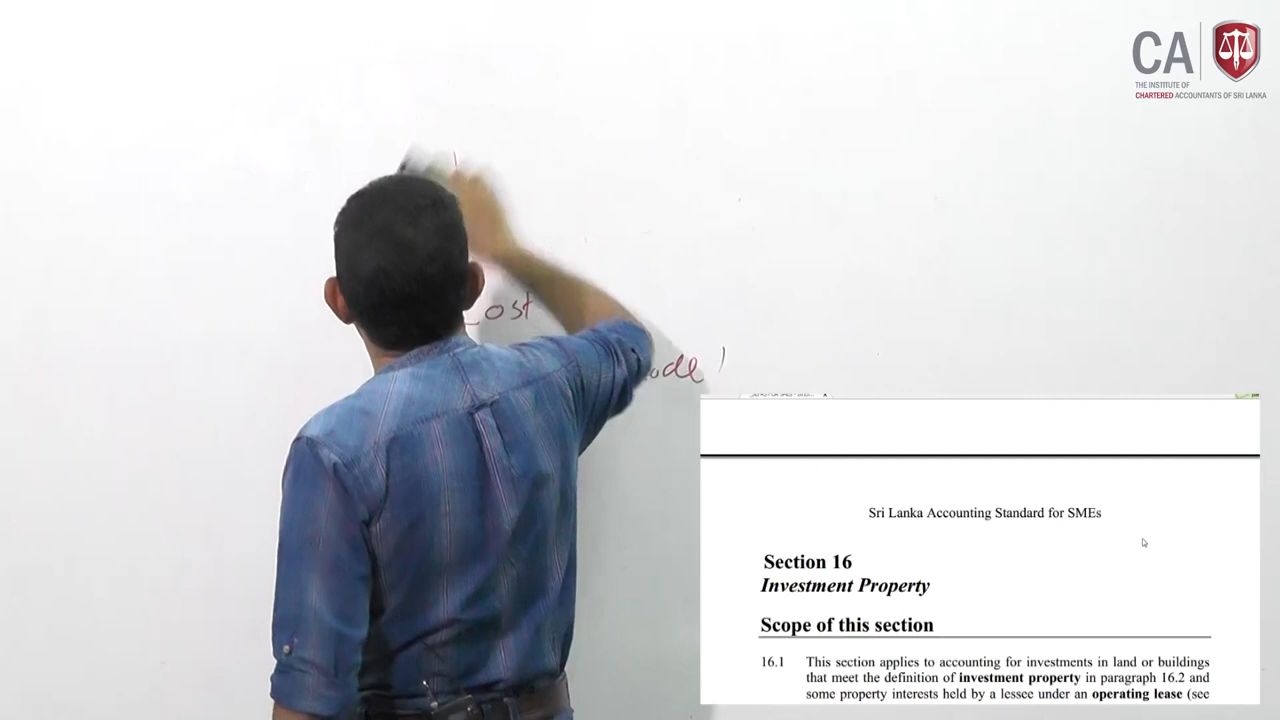 CA
THE INSTITUTE OF
CHARTERED ACCOUNTANTS OF SRI LANKA
Cost
Sri Lanka Accounting Standard for SMEs
Section 16
Investment Property
Scope of this section
16.1 This section applies to accounting for investments in land or buildings
that meet the definition of investment property in paragraph 16.2 and
some property interests held by a lessee under an operating lease (see